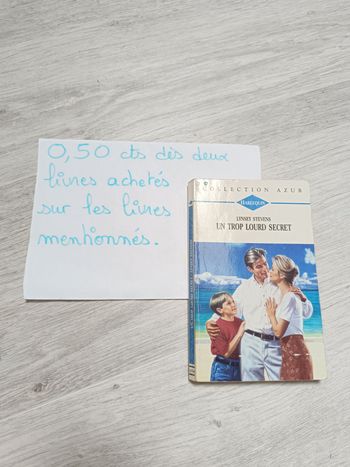 0,50 cts dès deux
livres achetés
sur les livres
mentionnés.
COLLECTION AZUR
HARLEQUIN
LYNSEY STEVENS
UN TROP LOURD SECRET